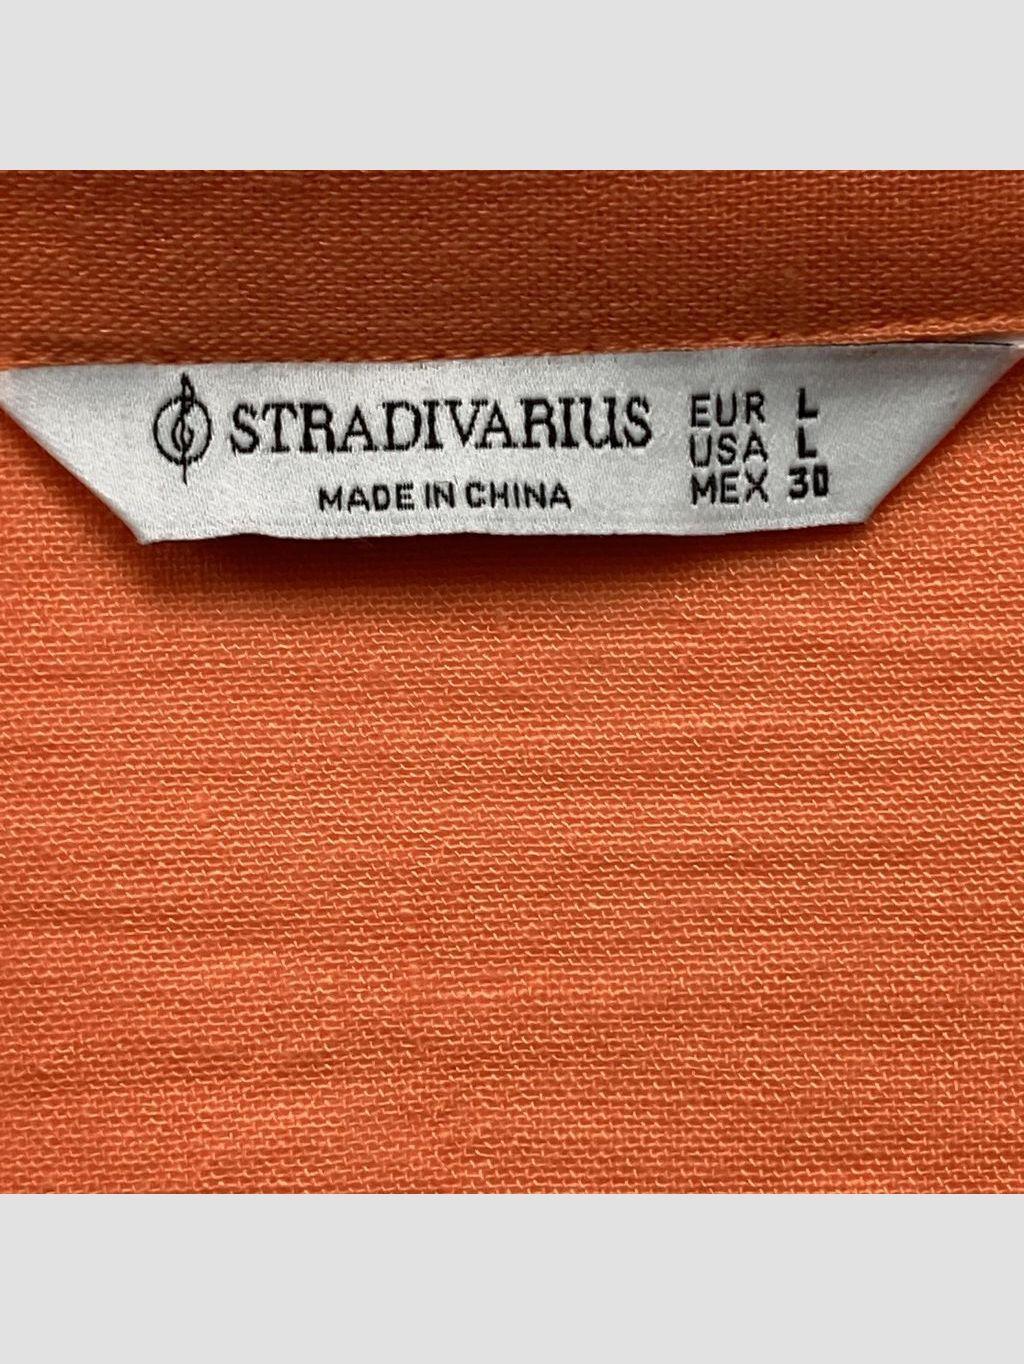 STRADIVARIUS
MADE IN CHINA
EUR L
USA L
MEX 30